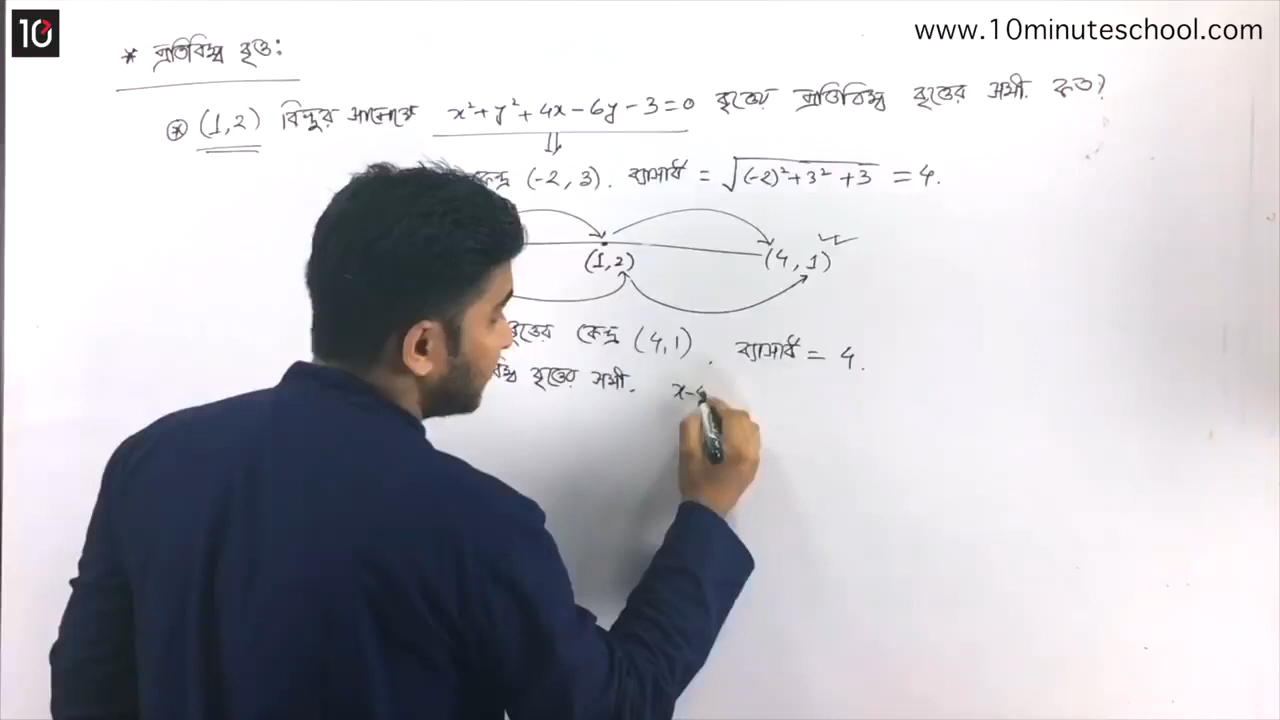 10
www.10minuteschool.com
* প্রতিবিম্ব বৃত্ত:
(1,2) বিন্দুর সাপেক্ষে x²+y²+4x-6y-3=0 বৃত্তের প্রতিবিম্ব বৃত্তের সমী. কত?
⇓
কেন্দ্র (-2, 3). ব্যাসার্ধ = √(-2)²+3²+3 = 4.
(1,2) (4,1)
বৃত্তের কেন্দ্র (4,1). ব্যাসার্ধ = 4.
বৃত্তের সমী. x-4